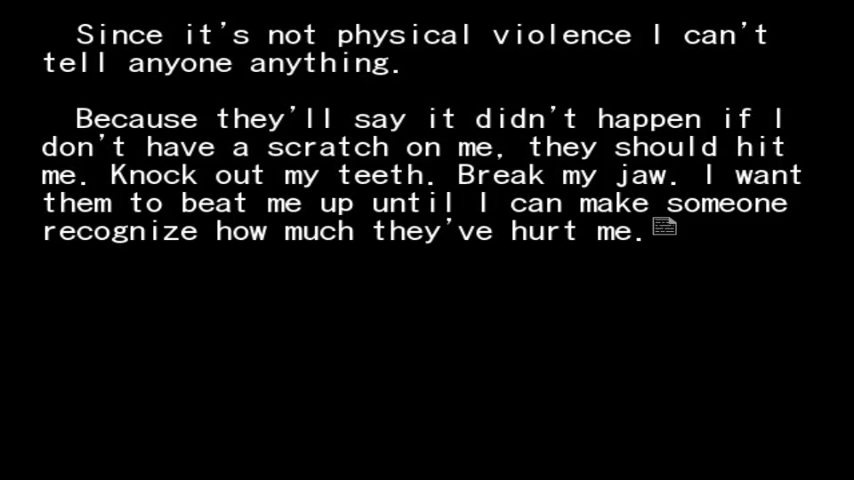 Since it's not physical violence I can't
tell anyone anything.
Because they'll say it didn't happen if I
don't have a scratch on me, they should hit
me. Knock out my teeth. Break my jaw. I want
them to beat me up until I can make someone
recognize how much they've hurt me.